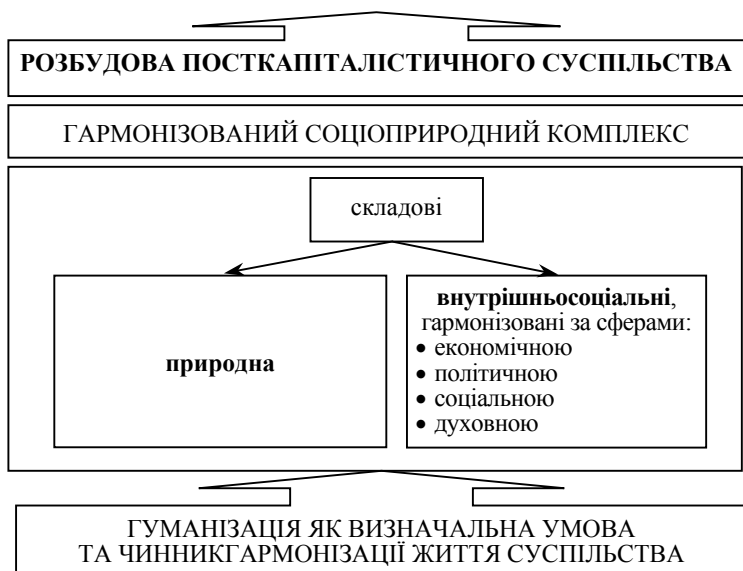 РОЗБУДОВА ПОСТКАПІТАЛІСТИЧНОГО СУСПІЛЬСТВА
ГАРМОНІЗОВАНИЙ СОЦІОПРИРОДНИЙ КОМПЛЕКС
складові
природна
внутрішньосоціальні,
гармонізовані за сферами:
• економічною
• політичною
• соціальною
• духовною
ГУМАНІЗАЦІЯ ЯК ВИЗНАЧАЛЬНА УМОВА
ТА ЧИННИКГАРМОНІЗАЦІЇ ЖИТТЯ СУСПІЛЬСТВА